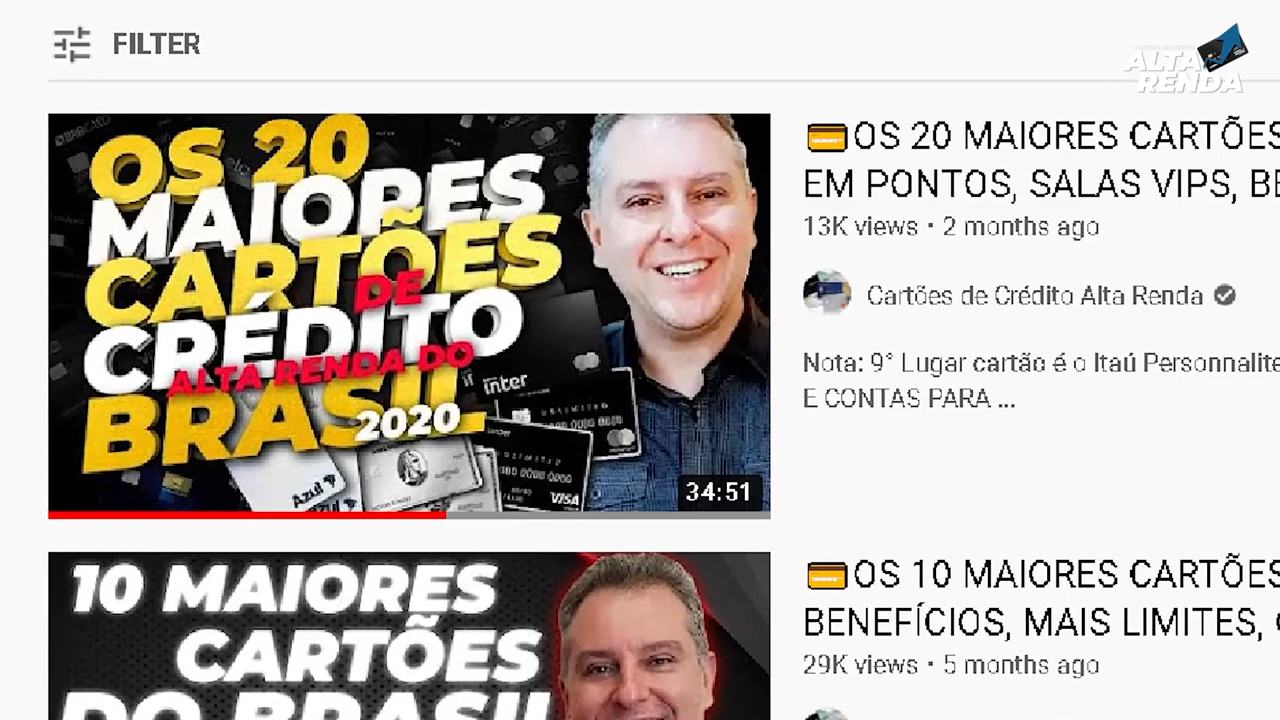 FILTER
ALTA
RENDA
OS 20
MAIORES
CARTÕES
DE
CRÉDITO
ALTA RENDA DO
BRASIL
2020
inter
Azul
VISA
34:51
OS 20 MAIORES CARTÕES
EM PONTOS, SALAS VIPS, BE
13K views • 2 months ago
Cartões de Crédito Alta Renda
Nota: 9° Lugar cartão é o Itaú Personnalite
E CONTAS PARA ...
10 MAIORES
CARTÕES
DO BRASIL
OS 10 MAIORES CARTÕES
BENEFÍCIOS, MAIS LIMITES,
29K views • 5 months ago